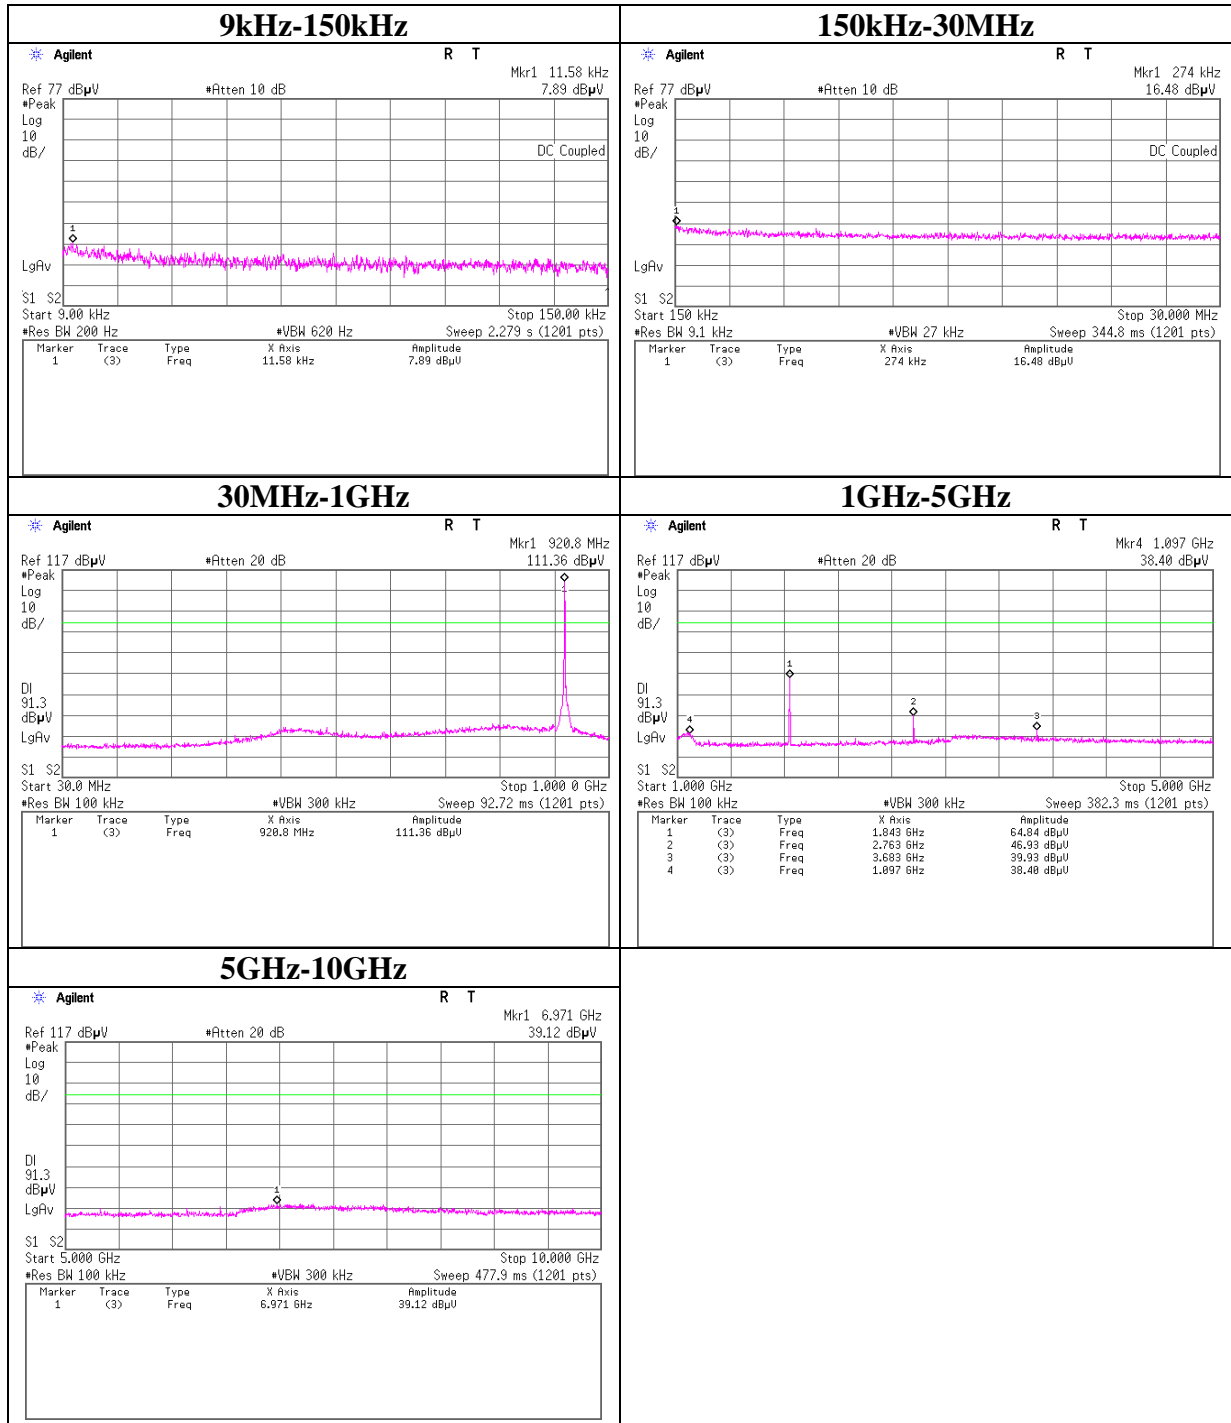 9kHz-150kHz
Agilent R T
Mkr1 11.58 kHz
Ref 77 dBµV #Atten 10 dB 7.89 dBµV
#Peak
Log
10
dB/
DC Coupled
1
LgAv
S1 S2
Start 9.00 kHz Stop 150.00 kHz
#Res BW 200 Hz #VBW 620 Hz Sweep 2.279 s (1201 pts)
Marker Trace Type X Axis Amplitude
1 (3) Freq 11.58 kHz 7.89 dBµV
150kHz-30MHz
Agilent R T
Mkr1 274 kHz
Ref 77 dBµV #Atten 10 dB 16.48 dBµV
#Peak
Log
10
dB/
DC Coupled
1
LgAv
S1 S2
Start 150 kHz Stop 30.000 MHz
#Res BW 9.1 kHz #VBW 27 kHz Sweep 344.8 ms (1201 pts)
Marker Trace Type X Axis Amplitude
1 (3) Freq 274 kHz 16.48 dBµV
30MHz-1GHz
Agilent R T
Mkr1 920.8 MHz
Ref 117 dBµV #Atten 20 dB 111.36 dBµV
#Peak
Log
10
dB/
1
DI
91.3
dBµV
LgAv
S1 S2
Start 30.0 MHz Stop 1.000 0 GHz
#Res BW 100 kHz #VBW 300 kHz Sweep 92.72 ms (1201 pts)
Marker Trace Type X Axis Amplitude
1 (3) Freq 920.8 MHz 111.36 dBµV
1GHz-5GHz
Agilent R T
Mkr4 1.097 GHz
Ref 117 dBµV #Atten 20 dB 38.40 dBµV
#Peak
Log
10
dB/
1
DI
91.3
2
dBµV
4 3
LgAv
S1 S2
Start 1.000 GHz Stop 5.000 GHz
#Res BW 100 kHz #VBW 300 kHz Sweep 382.3 ms (1201 pts)
Marker Trace Type X Axis Amplitude
1 (3) Freq 1.843 GHz 64.84 dBµV
2 (3) Freq 2.763 GHz 46.93 dBµV
3 (3) Freq 3.683 GHz 39.93 dBµV
4 (3) Freq 1.097 GHz 38.40 dBµV
5GHz-10GHz
Agilent R T
Mkr1 6.971 GHz
Ref 117 dBµV #Atten 20 dB 39.12 dBµV
#Peak
Log
10
dB/
DI
91.3
dBµV
1
LgAv
S1 S2
Start 5.000 GHz Stop 10.000 GHz
#Res BW 100 kHz #VBW 300 kHz Sweep 477.9 ms (1201 pts)
Marker Trace Type X Axis Amplitude
1 (3) Freq 6.971 GHz 39.12 dBµV